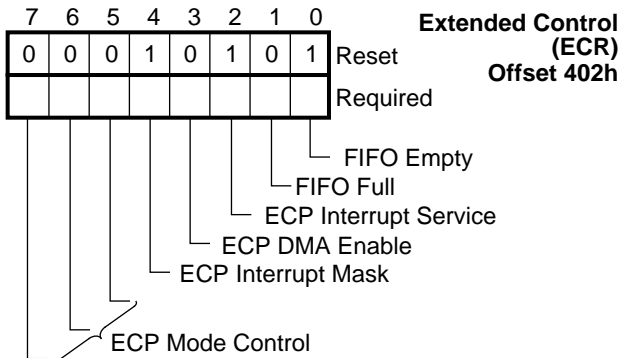 7 6 5 4 3 2 1 0
Extended Control
(ECR)
Offset 402h
0 0 0 1 0 1 0 1 Reset
Required
FIFO Empty
FIFO Full
ECP Interrupt Service
ECP DMA Enable
ECP Interrupt Mask
ECP Mode Control